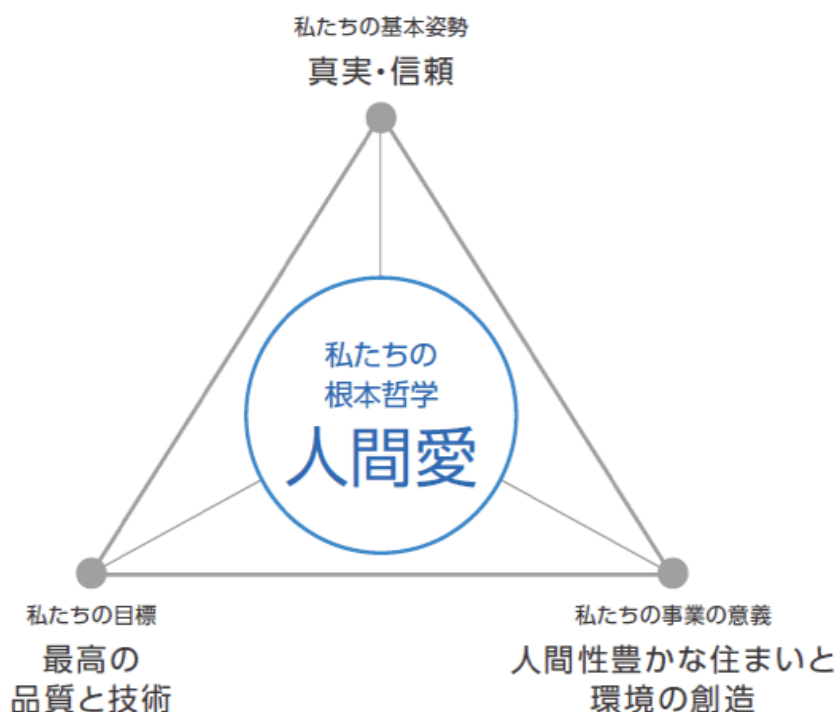 私たちの基本姿勢
真実・信頼
私たちの
根本哲学
人間愛
私たちの目標
最高の
品質と技術
私たちの事業の意義
人間性豊かな住まいと
環境の創造